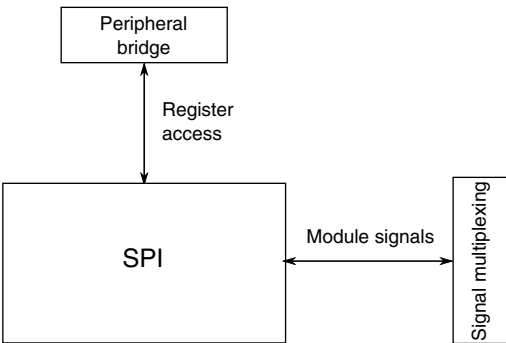 Peripheral
bridge
Register
access
SPI
Module signals
Signal multiplexing